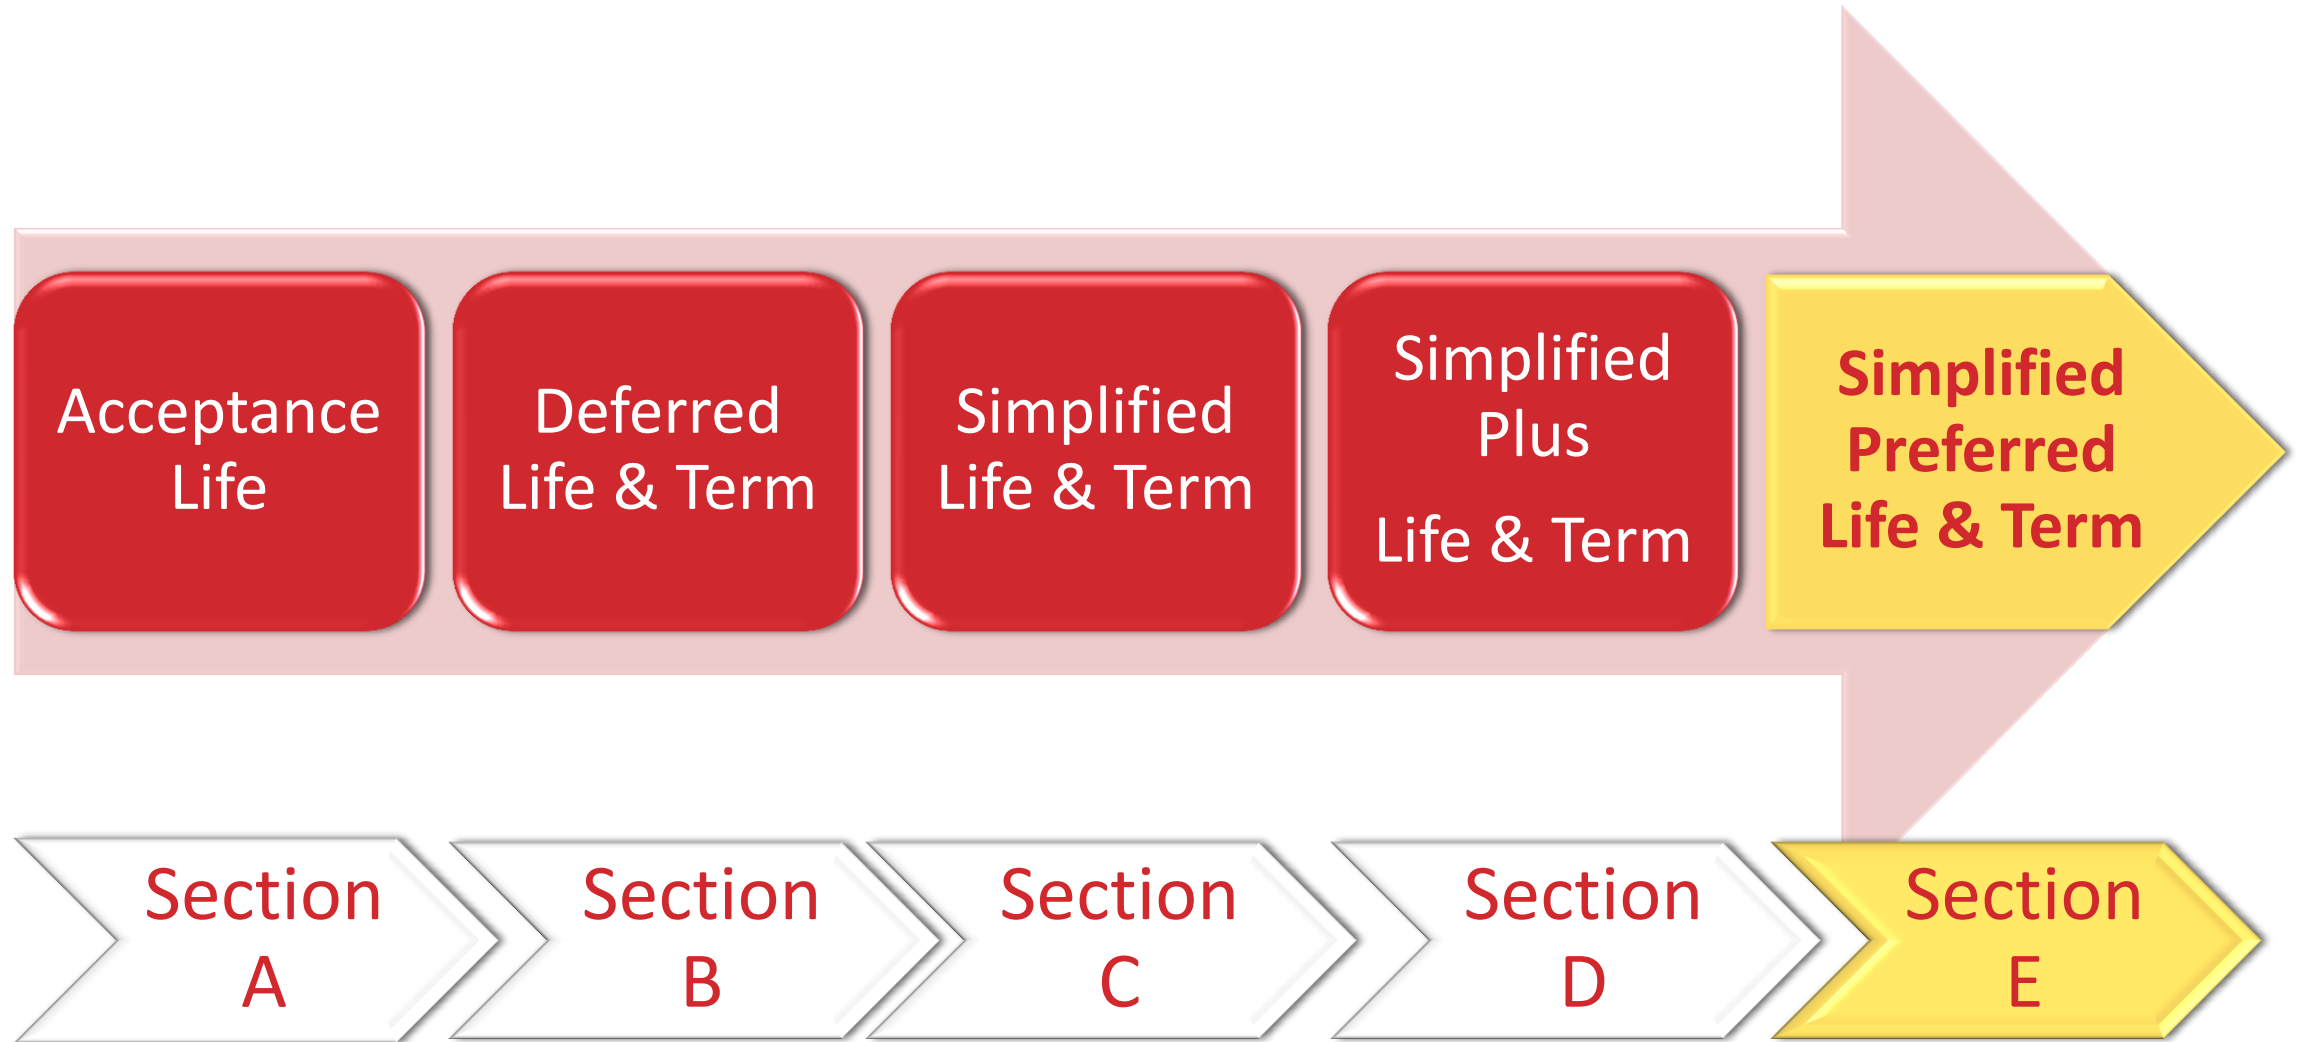 Acceptance
Life
Deferred
Life & Term
Simplified
Life & Term
Simplified
Plus
Life & Term
Simplified
Preferred
Life & Term
Section
A
Section
B
Section
C
Section
D
Section
E